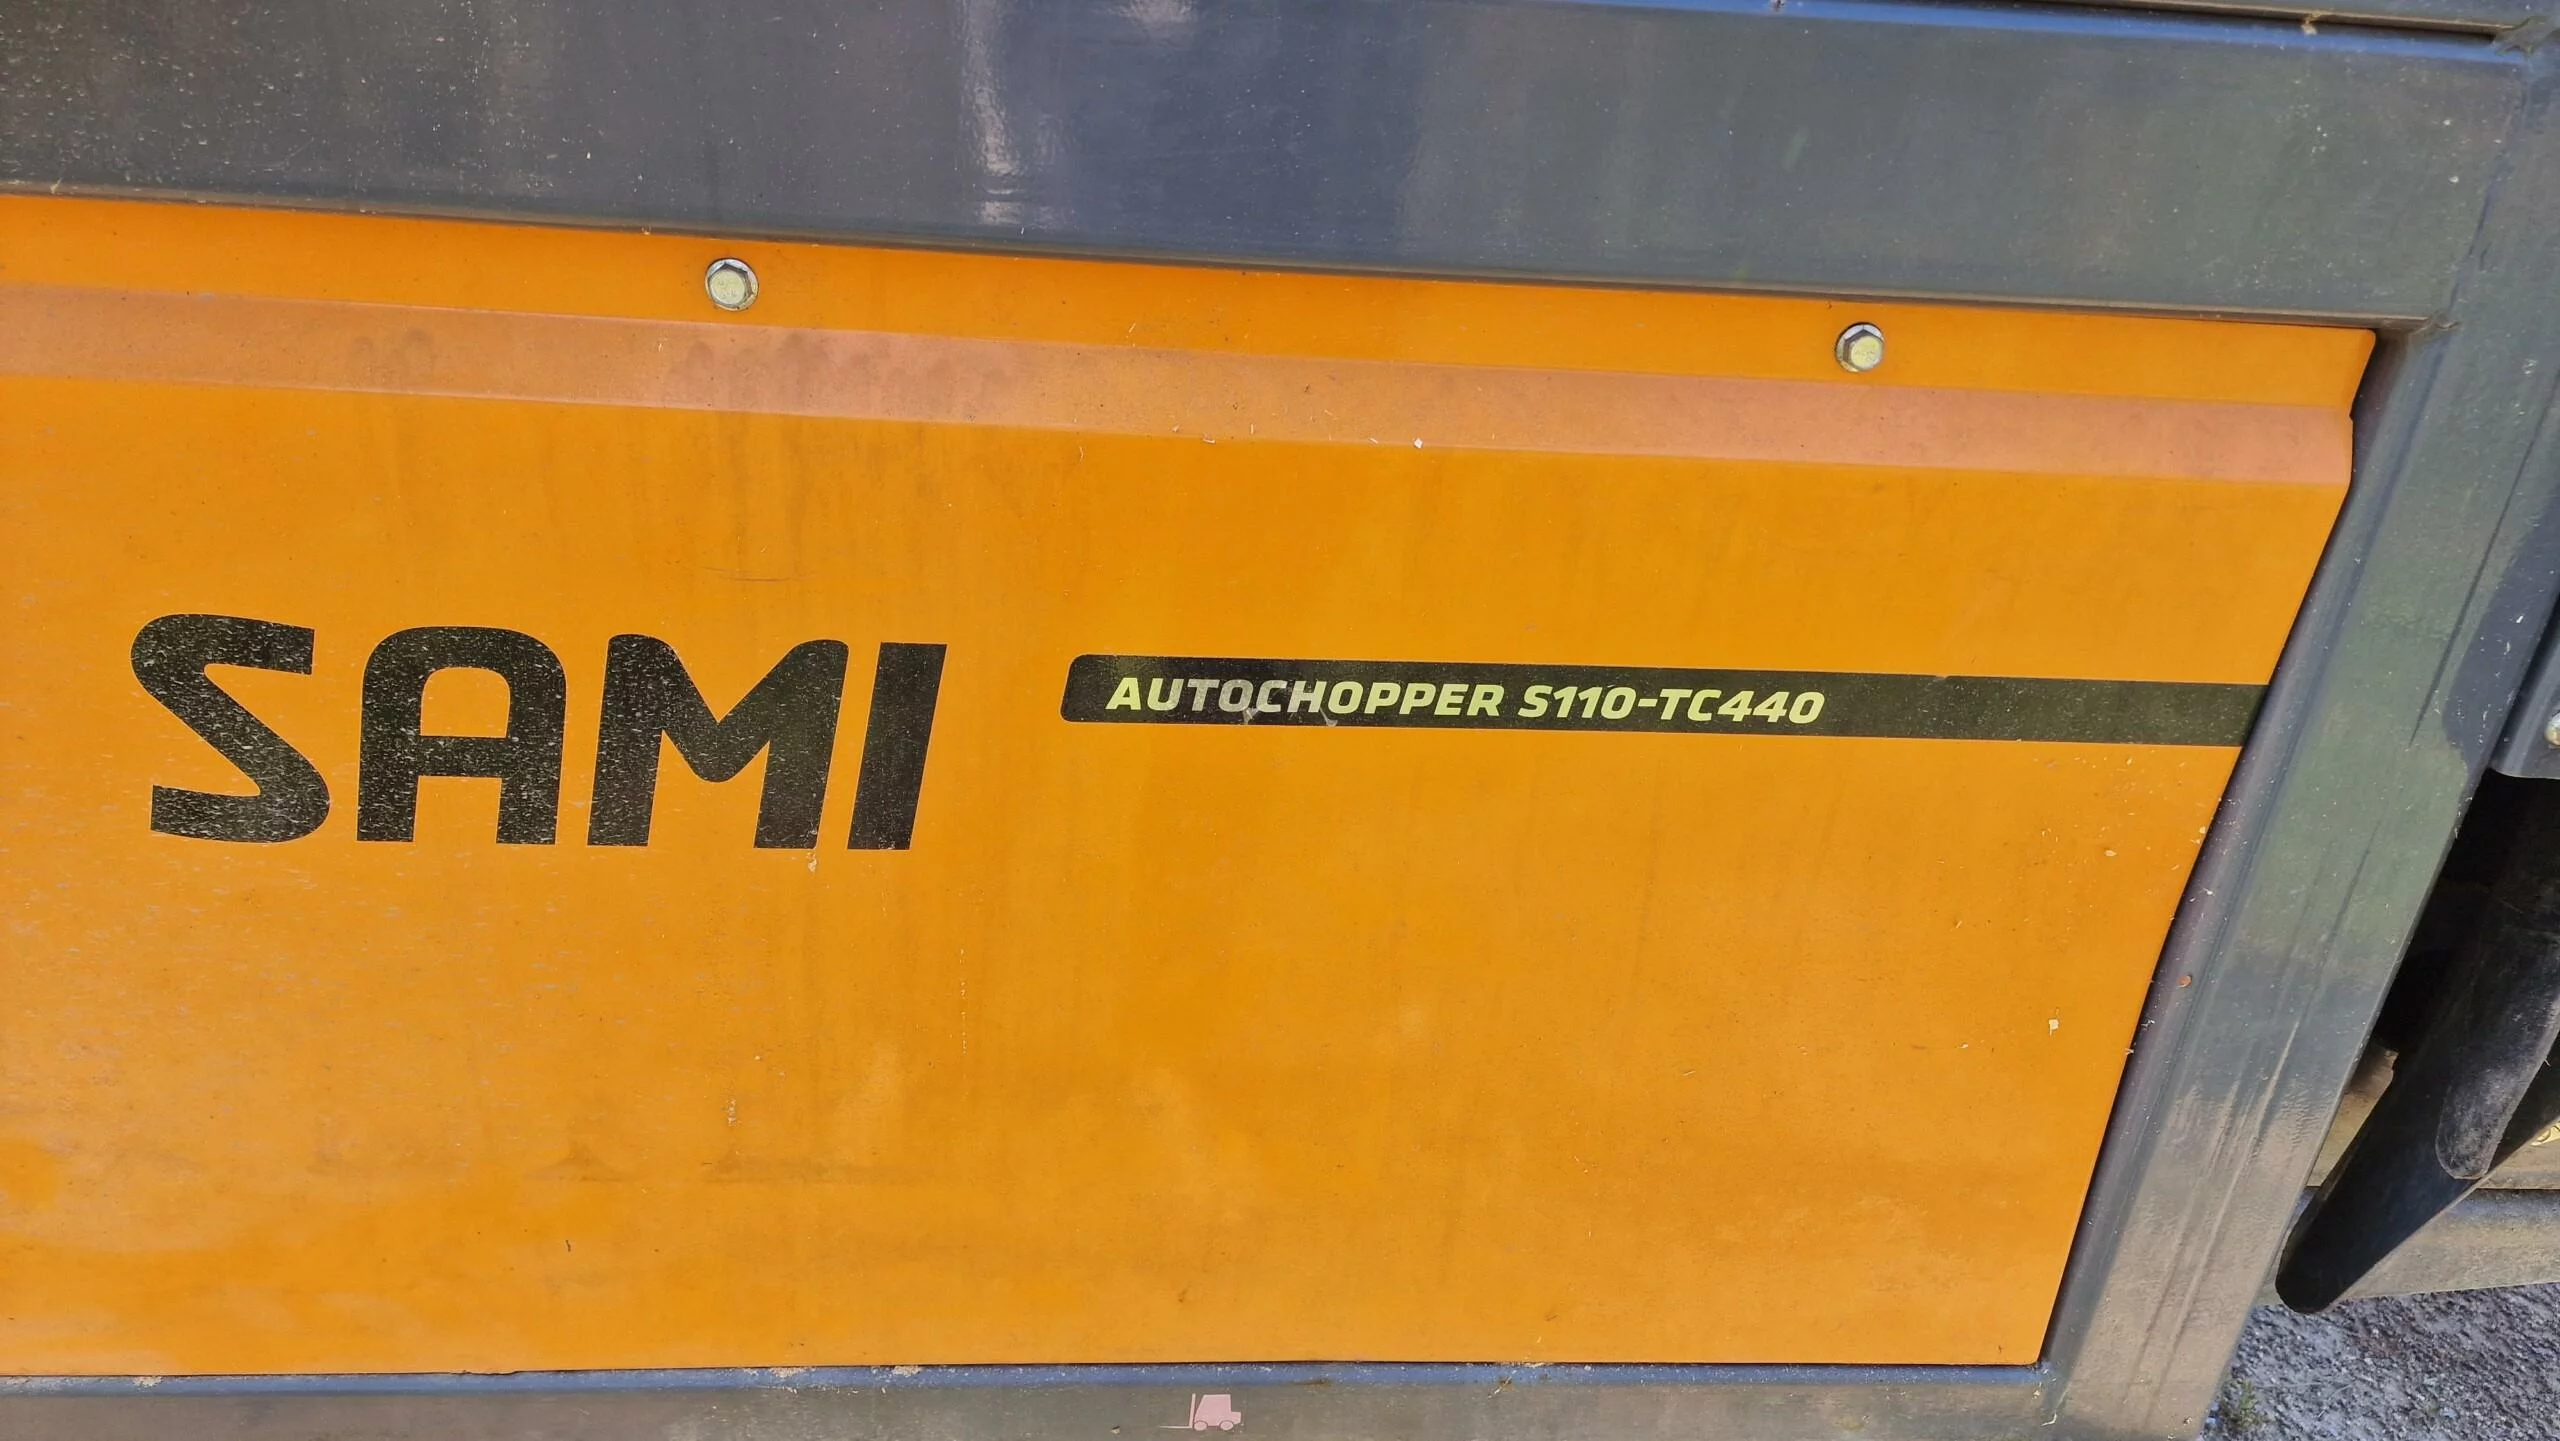 SAMI
AUTOCHOPPER S110-TC440